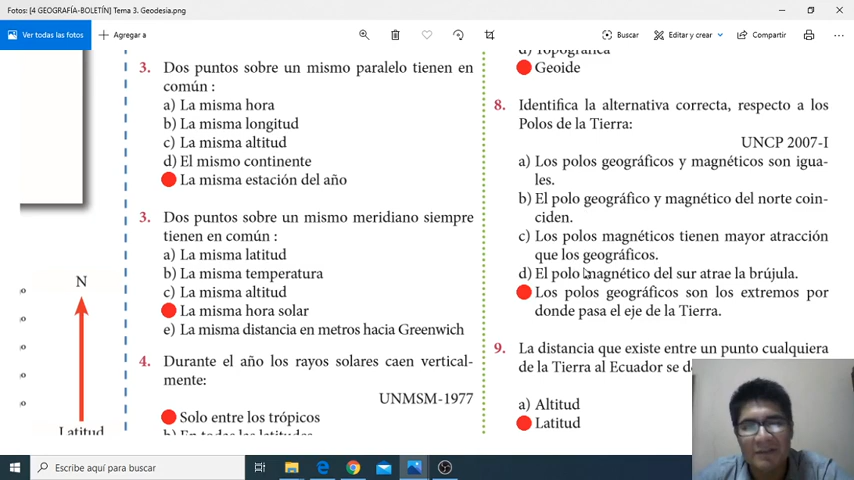 Fotos: [4 GEOGRAFÍA-BOLETÍN] Tema 3. Geodesia.png
Ver todas las fotos
Agregar a
Buscar
Editar y crear
Compartir
N
Latitud
3. Dos puntos sobre un mismo paralelo tienen en
común :
a) La misma hora
b) La misma longitud
c) La misma altitud
d) El mismo continente
La misma estación del año
3. Dos puntos sobre un mismo meridiano siempre
tienen en común :
a) La misma latitud
b) La misma temperatura
c) La misma altitud
La misma hora solar
e) La misma distancia en metros hacia Greenwich
4. Durante el año los rayos solares caen vertical-
mente:
UNMSM-1977
Solo entre los trópicos
b) En todas las latitudes
d) Topográfica
Geoide
8. Identifica la alternativa correcta, respecto a los
Polos de la Tierra:
UNCP 2007-I
a) Los polos geográficos y magnéticos son igua-
les.
b) El polo geográfico y magnético del norte coin-
ciden.
c) Los polos magnéticos tienen mayor atracción
que los geográficos.
d) El polo magnético del sur atrae la brújula.
Los polos geográficos son los extremos por
donde pasa el eje de la Tierra.
9. La distancia que existe entre un punto cualquiera
de la Tierra al Ecuador se de
a) Altitud
Latitud
Escribe aquí para buscar